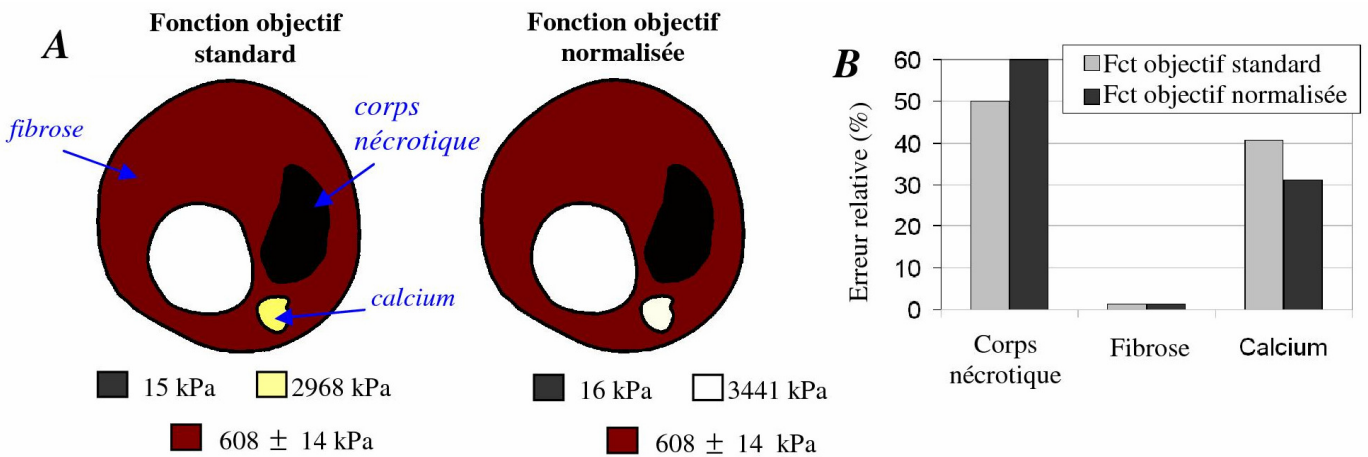 A
Fonction objectif
standard
fibrose
corps
nécrotique
calcium
15 kPa
2968 kPa
608 ± 14 kPa
Fonction objectif
normalisée
16 kPa
3441 kPa
608 ± 14 kPa
B
Fct objectif standard
Fct objectif normalisée
Erreur relative (%)
60
50
40
30
20
10
0
Corps
nécrotique
Fibrose
Calcium